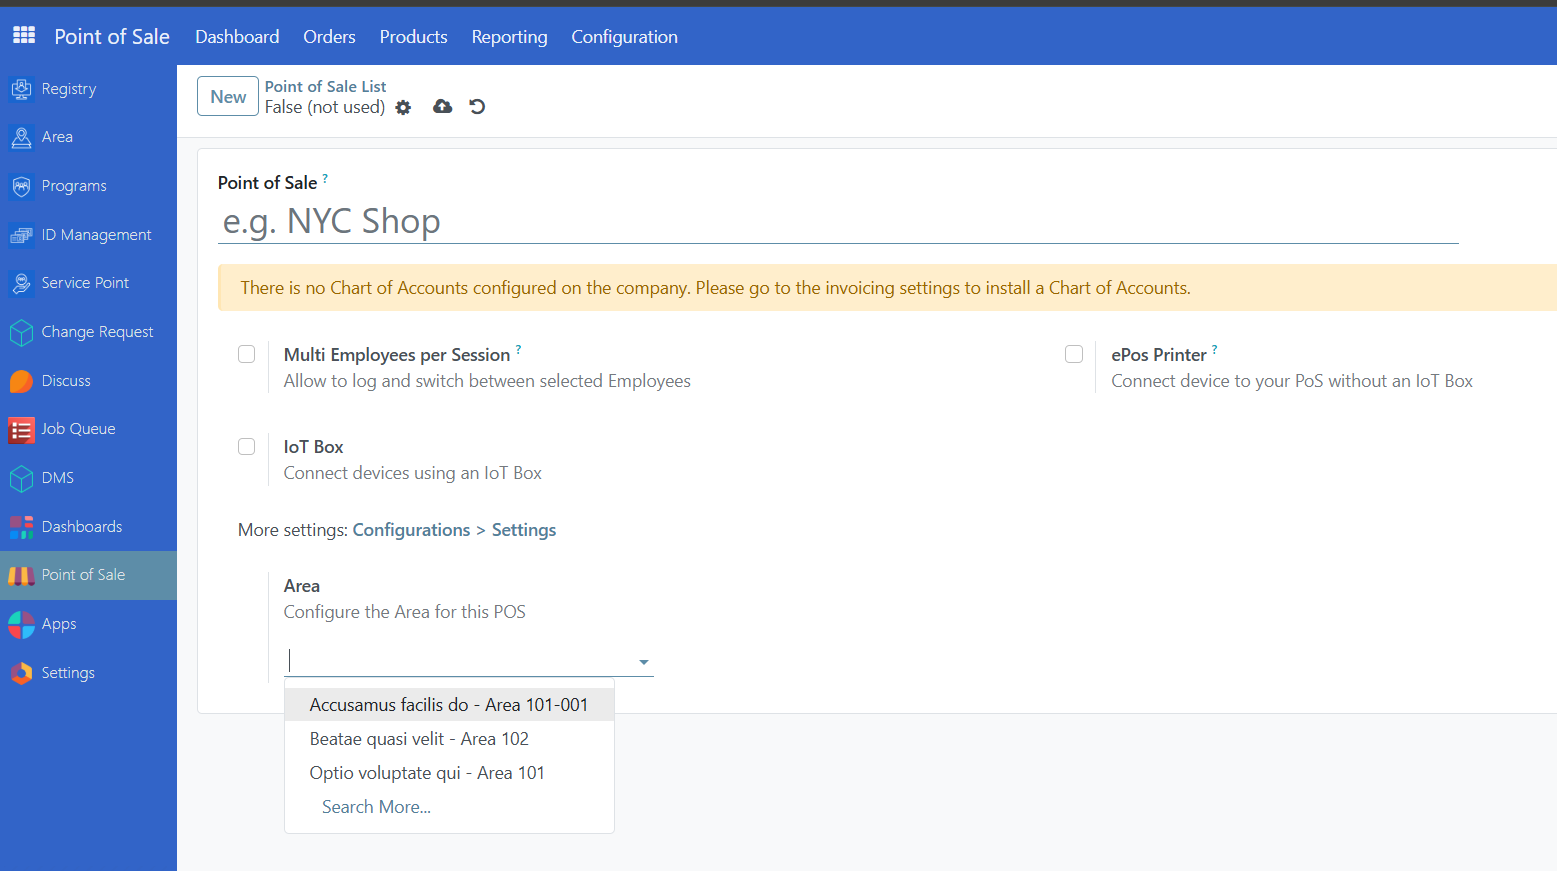 Point of Sale
Dashboard
Orders
Products
Reporting
Configuration
Registry
Area
Programs
ID Management
Service Point
Change Request
Discuss
Job Queue
DMS
Dashboards
Point of Sale
Apps
Settings
New
Point of Sale List
False (not used)
Point of Sale ?
e.g. NYC Shop
There is no Chart of Accounts configured on the company. Please go to the invoicing settings to install a Chart of Accounts.
Multi Employees per Session ?
Allow to log and switch between selected Employees
ePos Printer ?
Connect device to your PoS without an IoT Box
IoT Box
Connect devices using an IoT Box
More settings: Configurations > Settings
Area
Configure the Area for this POS
Accusamus facilis do - Area 101-001
Beatae quasi velit - Area 102
Optio voluptate qui - Area 101
Search More...